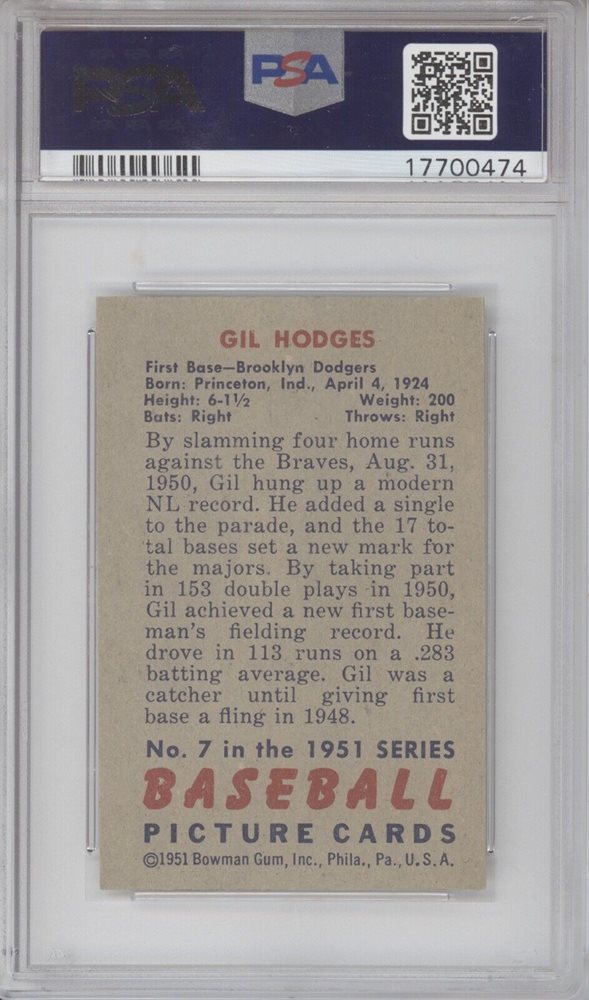 PSA
PSA
17700474
GIL HODGES
First Base—Brooklyn Dodgers
Born: Princeton, Ind., April 4, 1924
Height: 6-1½ Weight: 200
Bats: Right Throws: Right
By slamming four home runs
against the Braves, Aug. 31,
1950, Gil hung up a modern
NL record. He added a single
to the parade, and the 17 to-
tal bases set a new mark for
the majors. By taking part
in 153 double plays in 1950,
Gil achieved a new first base-
man's fielding record. He
drove in 113 runs on a .283
batting average. Gil was a
catcher until giving first
base a fling in 1948.
No. 7 in the 1951 SERIES
BASEBALL
PICTURE CARDS
©1951 Bowman Gum, Inc., Phila., Pa., U.S.A.